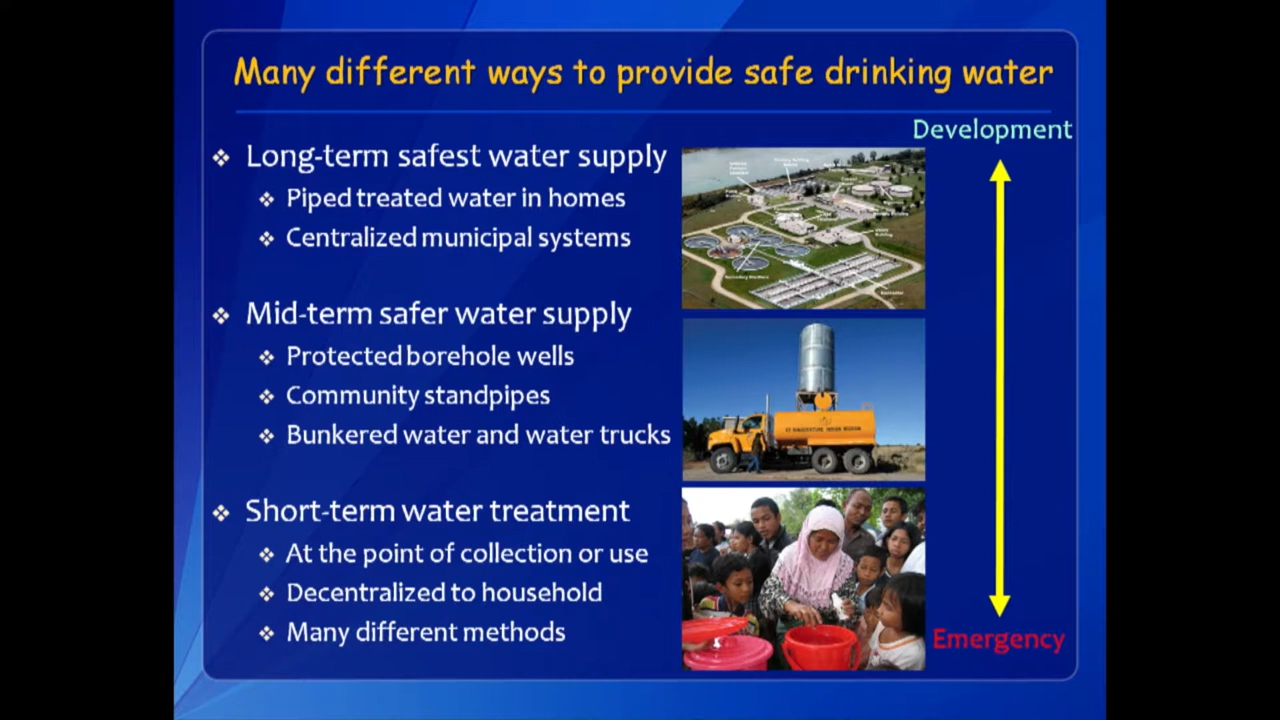 Many different ways to provide safe drinking water
Development
❖ Long-term safest water supply
❖ Piped treated water in homes
❖ Centralized municipal systems
❖ Mid-term safer water supply
❖ Protected borehole wells
❖ Community standpipes
❖ Bunkered water and water trucks
❖ Short-term water treatment
❖ At the point of collection or use
❖ Decentralized to household
❖ Many different methods
Emergency